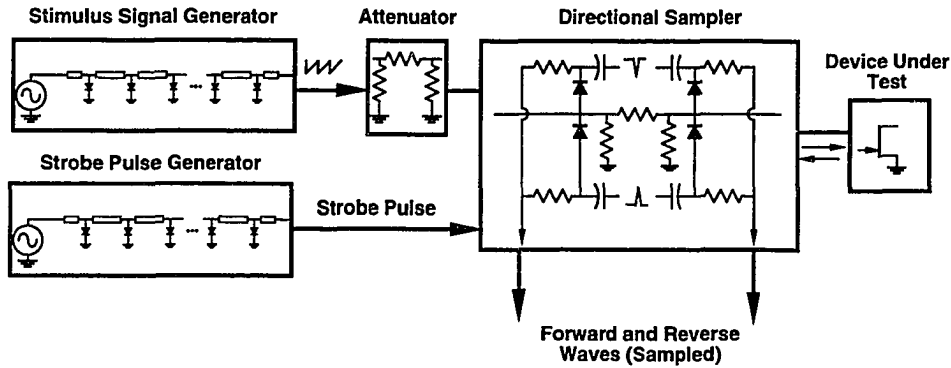 Stimulus Signal Generator
Attenuator
Directional Sampler
Device Under
Test
Strobe Pulse Generator
Strobe Pulse
Forward and Reverse
Waves (Sampled)